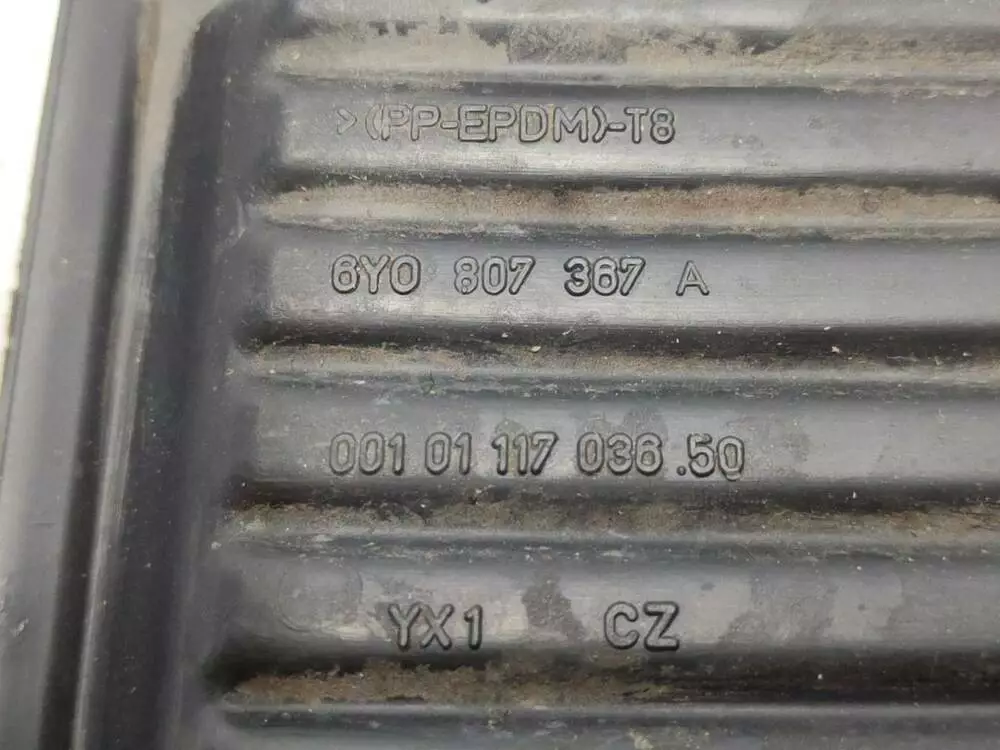 >(PP-EPDM)-T8
6Y0 807 367 A
001 01 117 036 .50
YX1 CZ